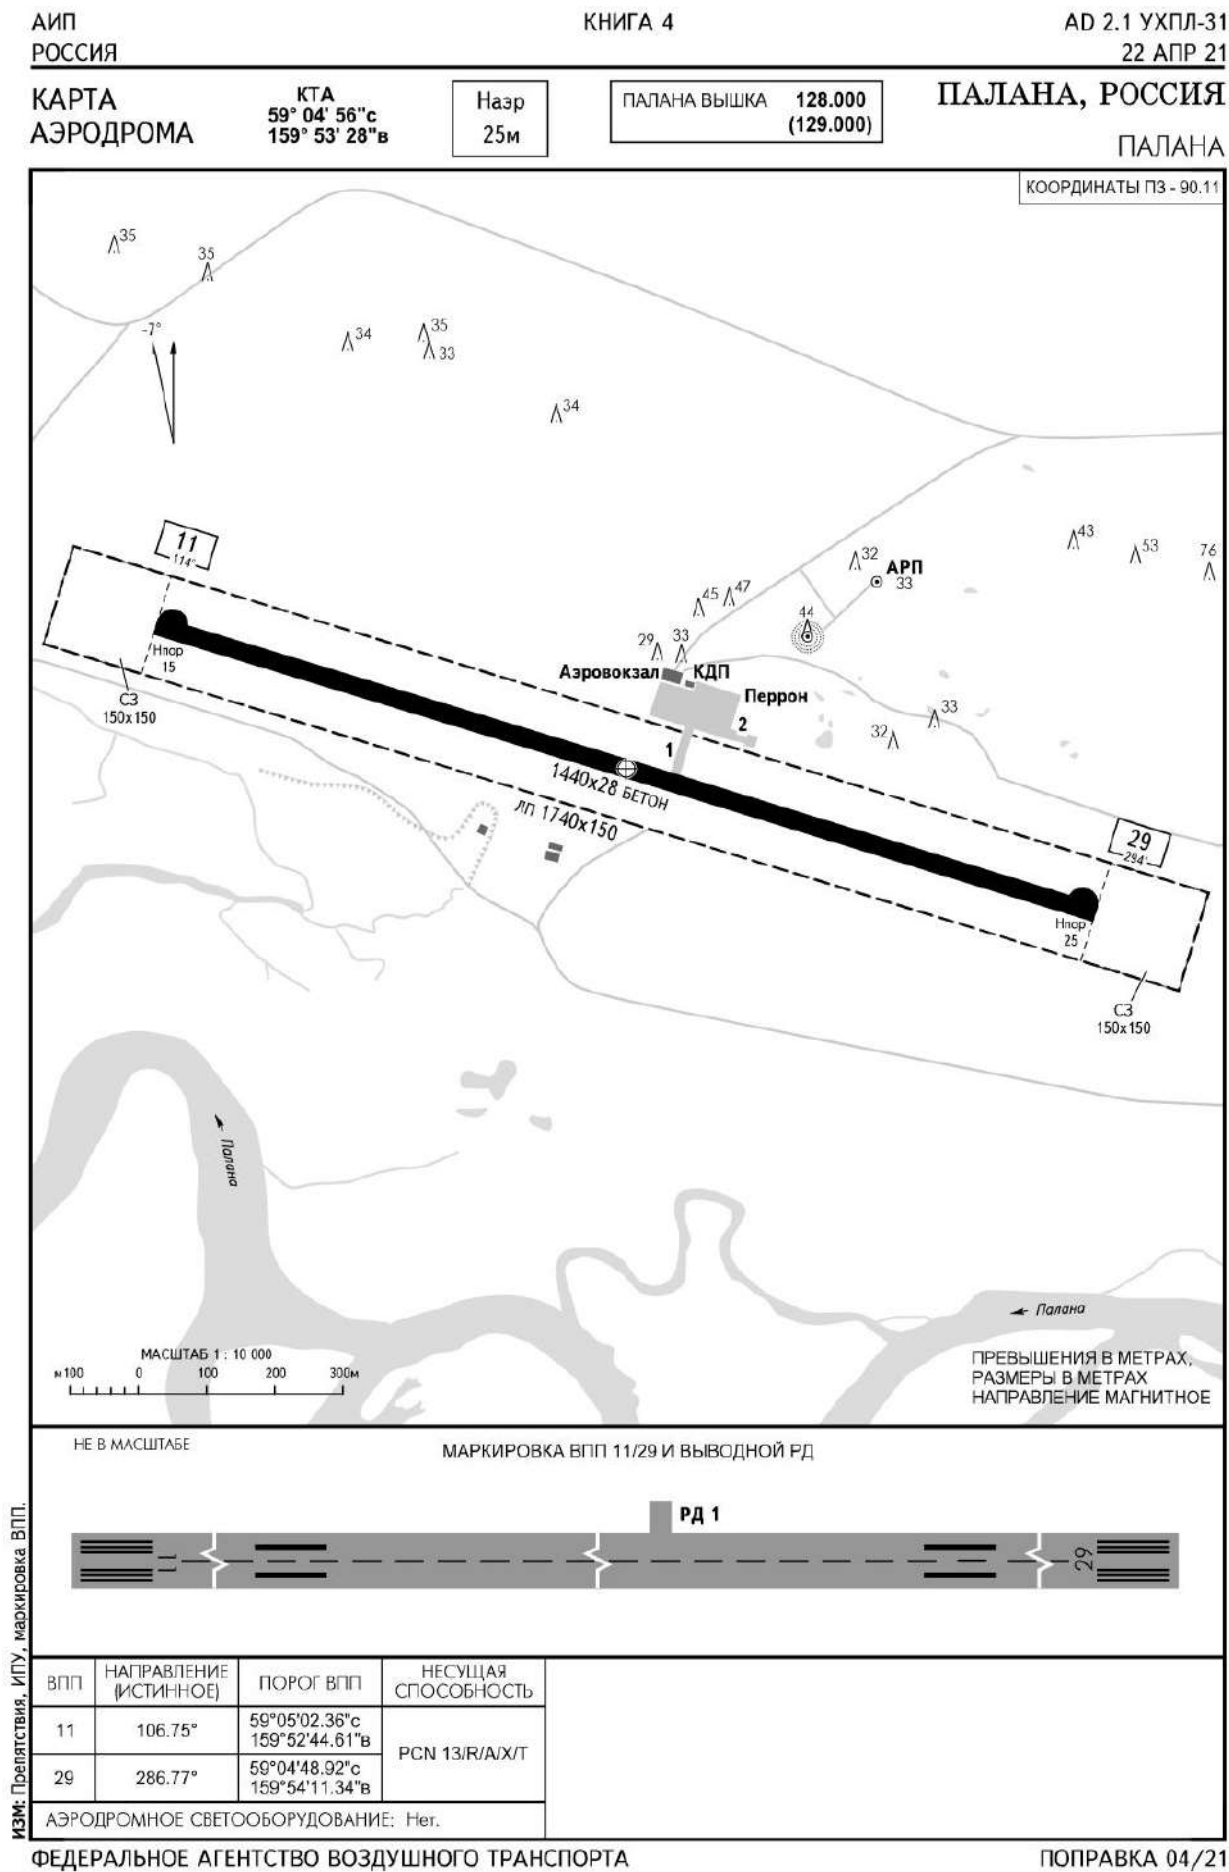 АИП
РОССИЯ
КНИГА 4
AD 2.1 УХПЛ-31
22 АПР 21
КАРТА
АЭРОДРОМА
КТА
59° 04' 56"с
159° 53' 28"в
Наэр
25м
ПАЛАНА ВЫШКА 128.000
(129.000)
ПАЛАНА, РОССИЯ
ПАЛАНА
КООРДИНАТЫ ПЗ - 90.11
35
35
-7°
34
35
33
34
11
114°
43
53
76
32
АРП
33
45
47
44
29
33
Нпор
15
Аэровокзал
КДП
Перрон
СЗ
150х150
1
2
33
32
1440х28 БЕТОН
ЛП 1740х150
29
294°
Нпор
25
СЗ
150х150
Палана
Палана
МАСШТАБ 1 : 10 000
м 100 0 100 200 300м
ПРЕВЫШЕНИЯ В МЕТРАХ,
РАЗМЕРЫ В МЕТРАХ
НАПРАВЛЕНИЕ МАГНИТНОЕ
НЕ В МАСШТАБЕ
МАРКИРОВКА ВПП 11/29 И ВЫВОДНОЙ РД
РД 1
11
29
ВПП НАПРАВЛЕНИЕ (ИСТИННОЕ) ПОРОГ ВПП НЕСУЩАЯ СПОСОБНОСТЬ
11 106.75° 59°05'02.36"с
159°52'44.61"в
PCN 13/R/A/X/T
29 286.77° 59°04'48.92"с
159°54'11.34"в
АЭРОДРОМНОЕ СВЕТООБОРУДОВАНИЕ: Нет.
ИЗМ: Препятствия, ИПУ, маркировка ВПП.
ФЕДЕРАЛЬНОЕ АГЕНТСТВО ВОЗДУШНОГО ТРАНСПОРТА
ПОПРАВКА 04/21